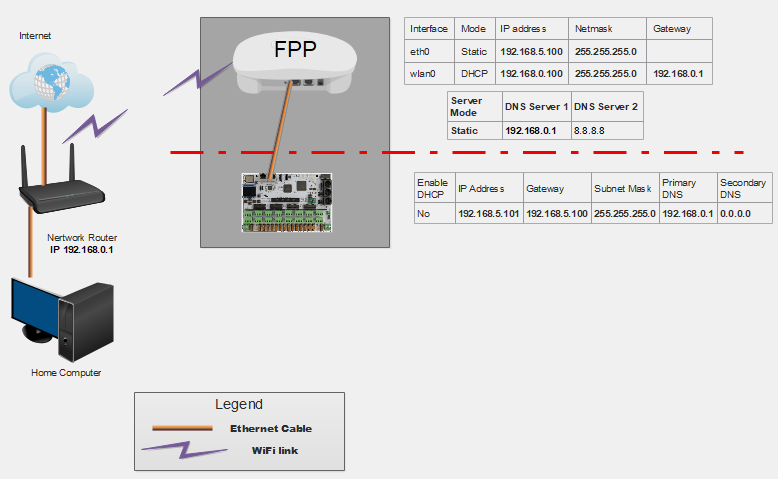 Internet
FPP
Interface Mode IP address Netmask Gateway
eth0 Static 192.168.5.100 255.255.255.0
wlan0 DHCP 192.168.0.100 255.255.255.0 192.168.0.1
Server Mode DNS Server 1 DNS Server 2
Static 192.168.0.1 8.8.8.8
Enable DHCP IP Address Gateway Subnet Mask Primary DNS Secondary DNS
No 192.168.5.101 192.168.5.100 255.255.255.0 192.168.0.1 0.0.0.0
Nertwork Router
IP 192.168.0.1
Home Computer
Legend
Ethernet Cable
WiFi link